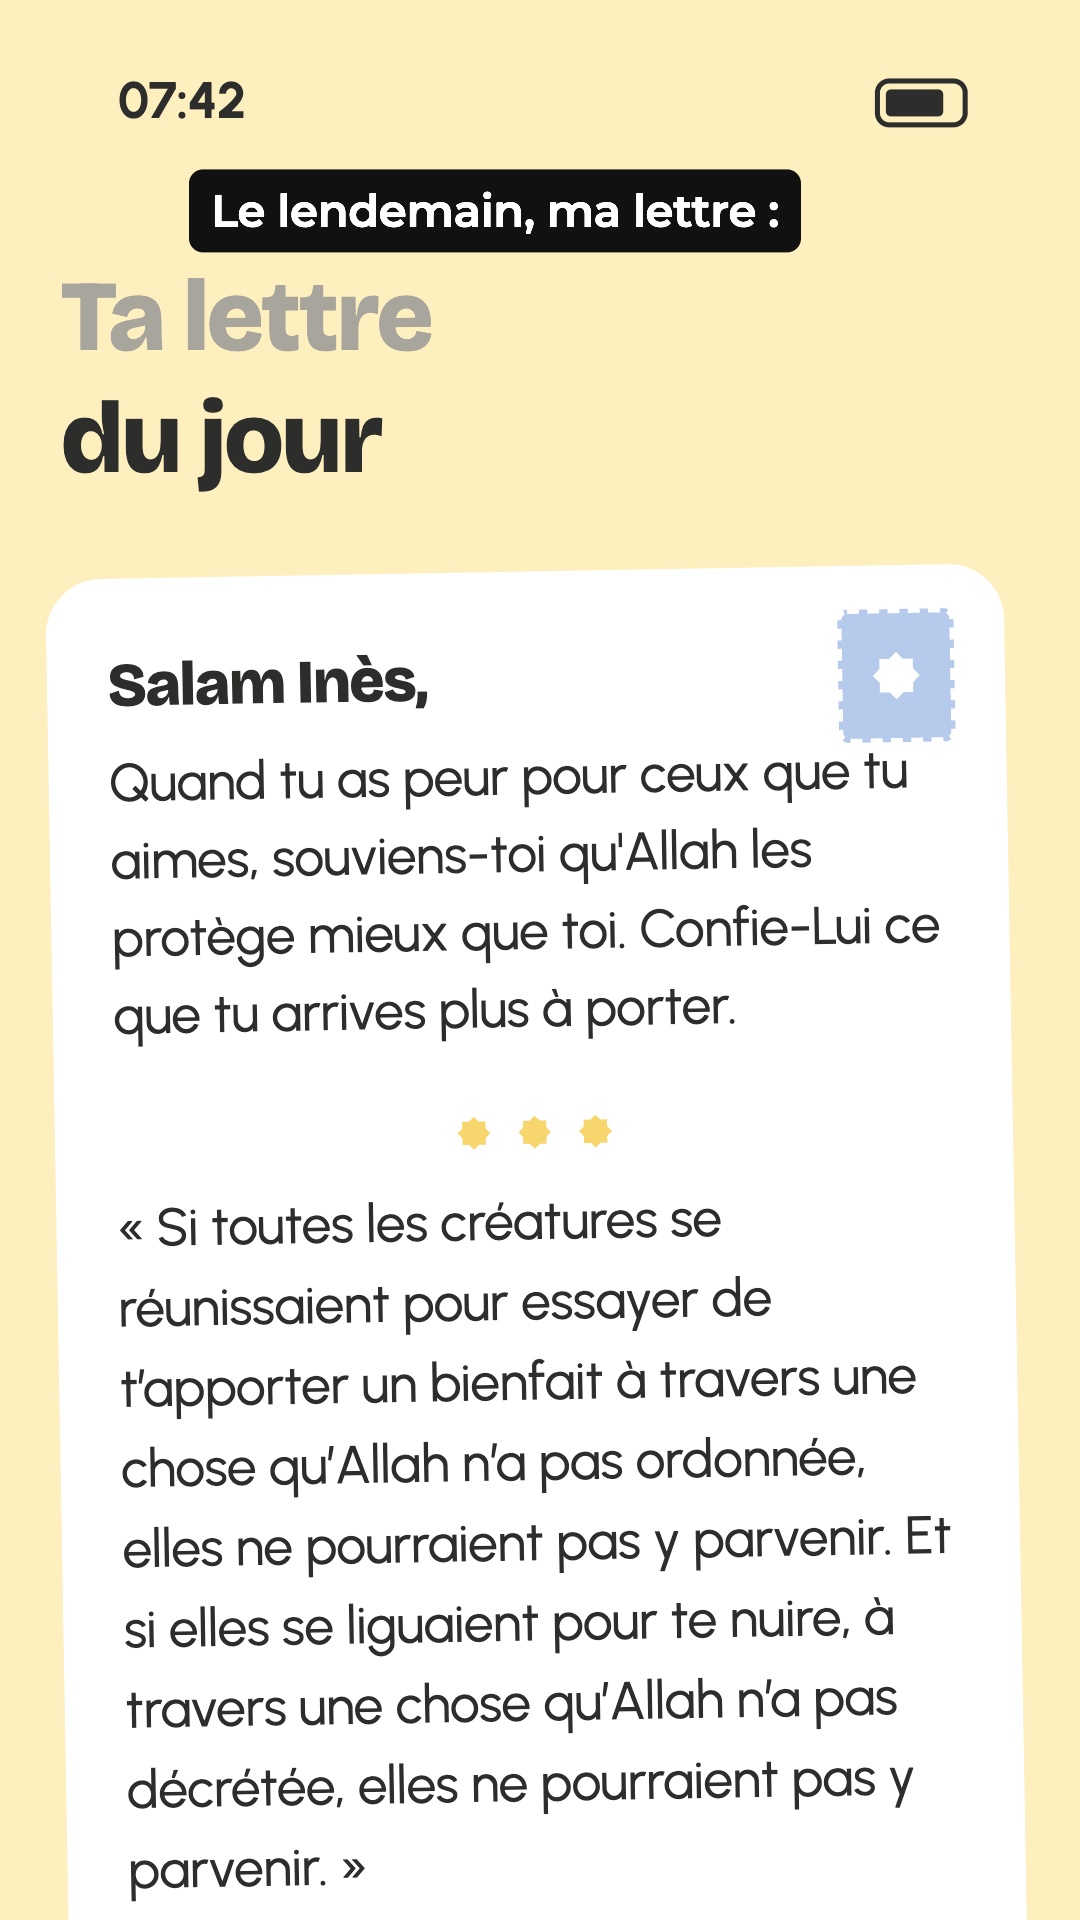 07:42
Le lendemain, ma lettre :
Ta lettre
du jour
Salam Inès,
Quand tu as peur pour ceux que tu
aimes, souviens-toi qu'Allah les
protège mieux que toi. Confie-Lui ce
que tu arrives plus à porter.
« Si toutes les créatures se
réunissaient pour essayer de
t’apporter un bienfait à travers une
chose qu’Allah n’a pas ordonnée,
elles ne pourraient pas y parvenir. Et
si elles se liguaient pour te nuire, à
travers une chose qu’Allah n’a pas
décrétée, elles ne pourraient pas y
parvenir. »